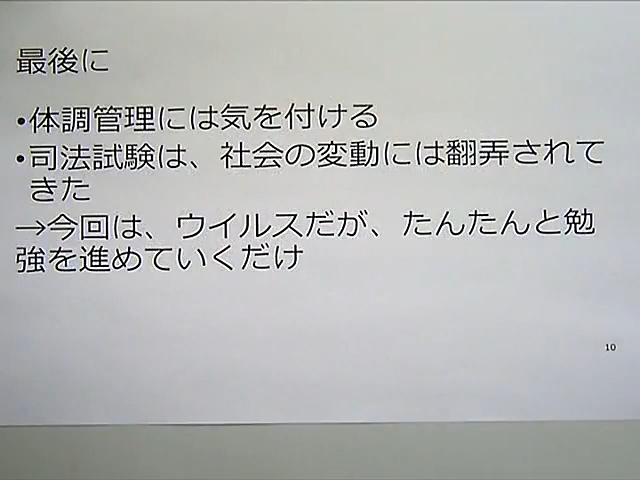 最後に
•体調管理には気を付ける
•司法試験は、社会の変動には翻弄されて
きた
→今回は、ウイルスだが、たんたんと勉
強を進めていくだけ
10